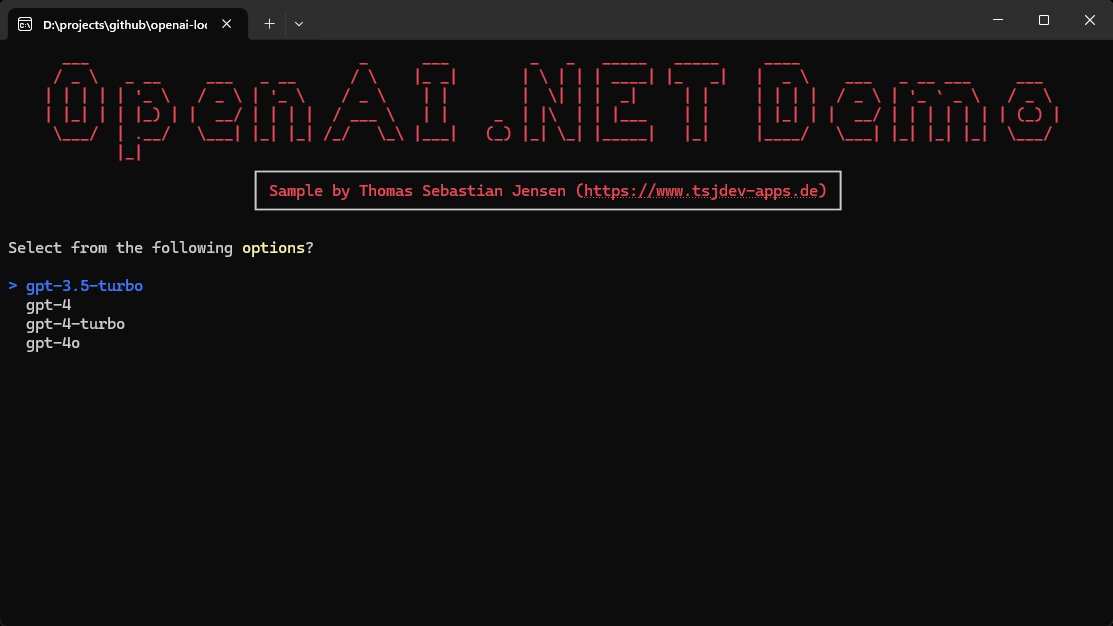 D:\projects\github\openai-loc
OpenAI .NET Demo
Sample by Thomas Sebastian Jensen (https://www.tsjdev-apps.de)
Select from the following options?
> gpt-3.5-turbo
gpt-4
gpt-4-turbo
gpt-4o